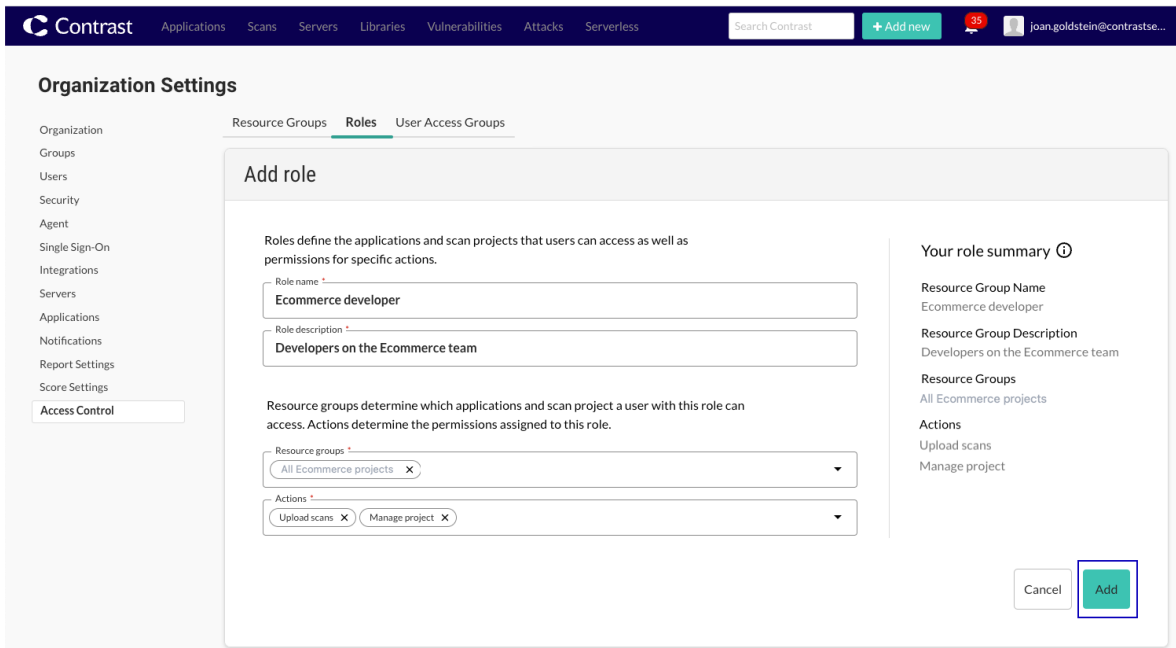 Contrast
Applications Scans Servers Libraries Vulnerabilities Attacks Serverless
Search Contrast
+ Add new
35
joan.goldstein@contrastse...
Organization Settings
Organization
Groups
Users
Security
Agent
Single Sign-On
Integrations
Servers
Applications
Notifications
Report Settings
Score Settings
Access Control
Resource Groups Roles User Access Groups
Add role
Roles define the applications and scan projects that users can access as well as
permissions for specific actions.
Role name *
Ecommerce developer
Role description *
Developers on the Ecommerce team
Resource groups determine which applications and scan project a user with this role can
access. Actions determine the permissions assigned to this role.
Resource groups *
All Ecommerce projects
Actions *
Upload scans Manage project
Your role summary
Resource Group Name
Ecommerce developer
Resource Group Description
Developers on the Ecommerce team
Resource Groups
All Ecommerce projects
Actions
Upload scans
Manage project
Cancel Add